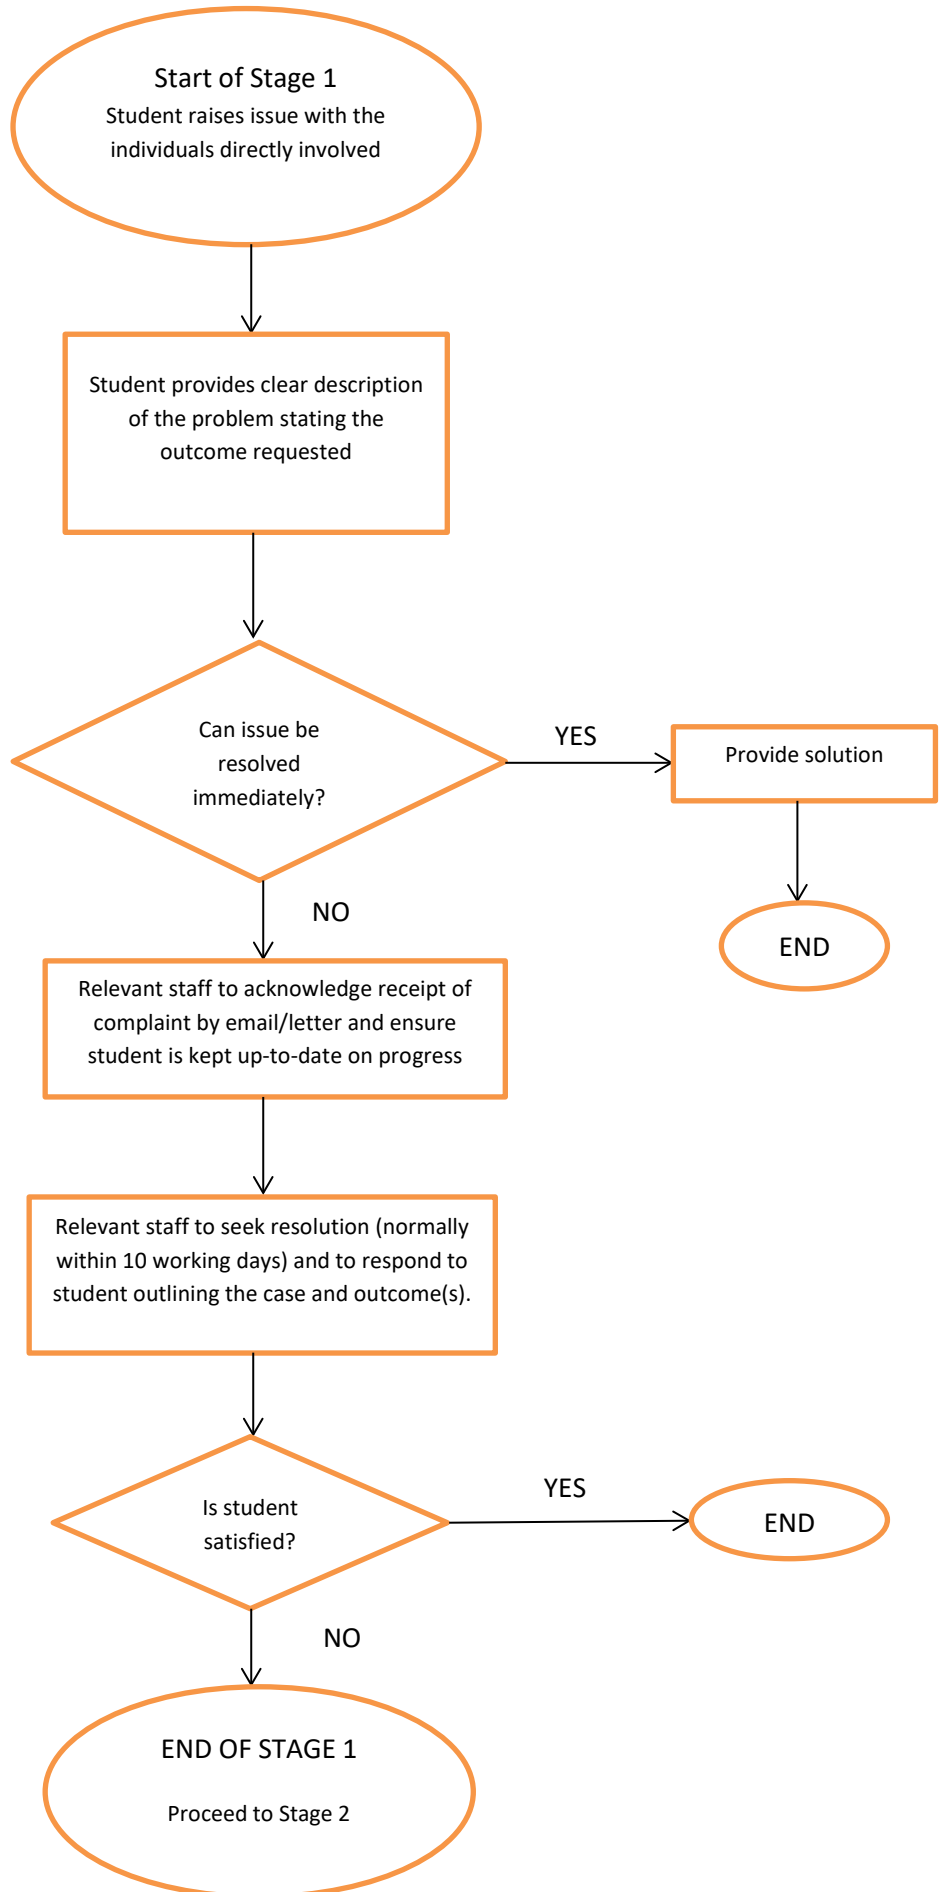 Start of Stage 1
Student raises issue with the
individuals directly involved
Student provides clear description
of the problem stating the
outcome requested
Can issue be
resolved
immediately?
YES
Provide solution
END
NO
Relevant staff to acknowledge receipt of
complaint by email/letter and ensure
student is kept up-to-date on progress
Relevant staff to seek resolution (normally
within 10 working days) and to respond to
student outlining the case and outcome(s).
Is student
satisfied?
YES
END
NO
END OF STAGE 1
Proceed to Stage 2